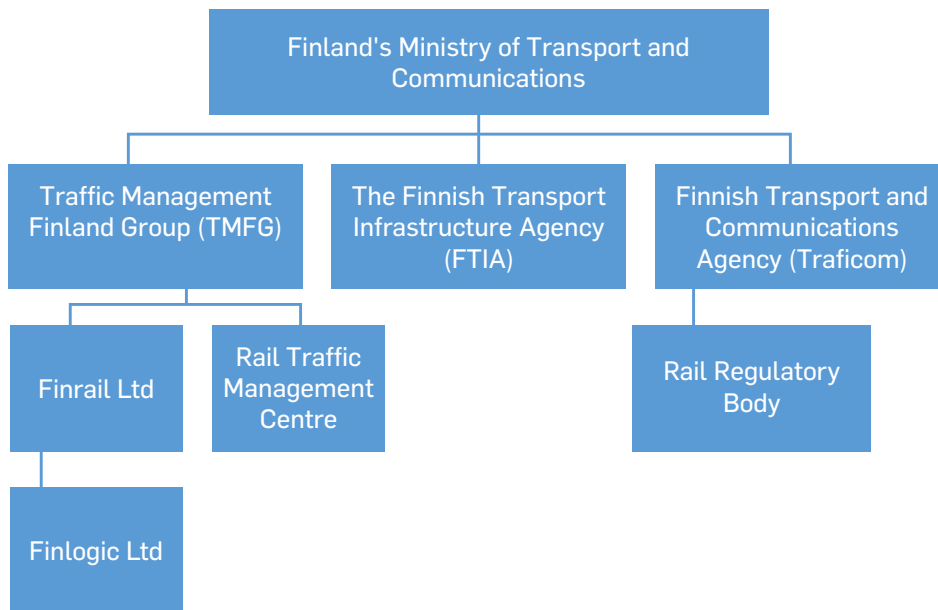 Finland's Ministry of Transport and
Communications
Traffic Management
Finland Group (TMFG)
The Finnish Transport
Infrastructure Agency
(FTIA)
Finnish Transport and
Communications
Agency (Traficom)
Finrail Ltd
Rail Traffic
Management
Centre
Rail Regulatory
Body
Finlogic Ltd